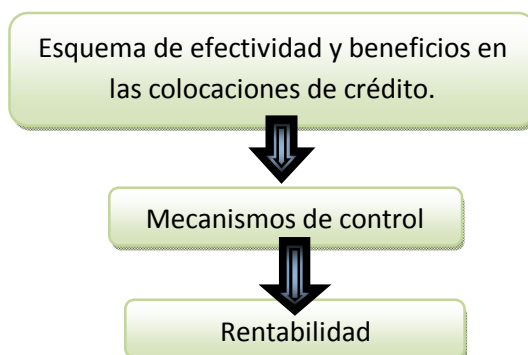 Esquema de efectividad y beneficios en
las colocaciones de crédito.
Mecanismos de control
Rentabilidad